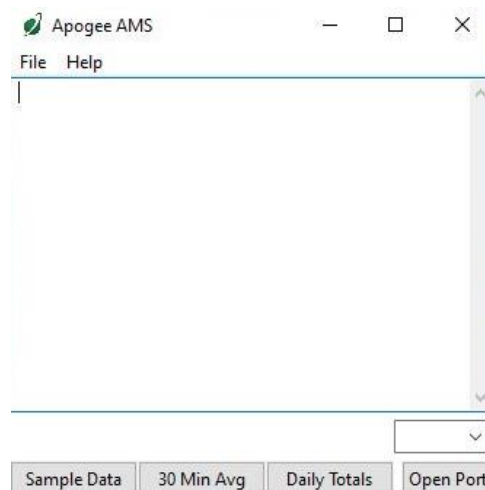 Apogee AMS
File Help
Sample Data 30 Min Avg Daily Totals Open Port